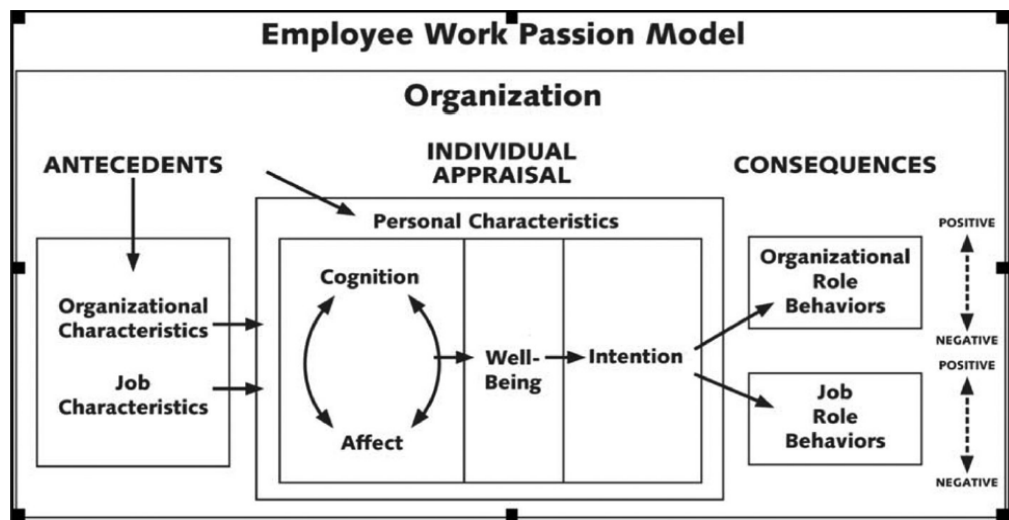 Employee Work Passion Model
Organization
ANTECEDENTS
INDIVIDUAL
APPRAISAL
CONSEQUENCES
Personal Characteristics
Organizational
Characteristics
Job
Characteristics
Cognition
Affect
Well-
Being
Intention
Organizational
Role
Behaviors
POSITIVE
NEGATIVE
Job
Role
Behaviors
POSITIVE
NEGATIVE